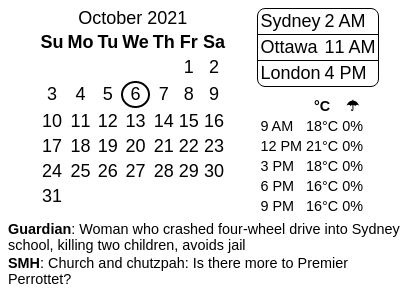 October 2021
Su Mo Tu We Th Fr Sa
1 2
3 4 5 6 7 8 9
10 11 12 13 14 15 16
17 18 19 20 21 22 23
24 25 26 27 28 29 30
31
Sydney 2 AM
Ottawa 11 AM
London 4 PM
°C ☂
9 AM 18°C 0%
12 PM 21°C 0%
3 PM 18°C 0%
6 PM 16°C 0%
9 PM 16°C 0%
Guardian: Woman who crashed four-wheel drive into Sydney
school, killing two children, avoids jail
SMH: Church and chutzpah: Is there more to Premier
Perrottet?